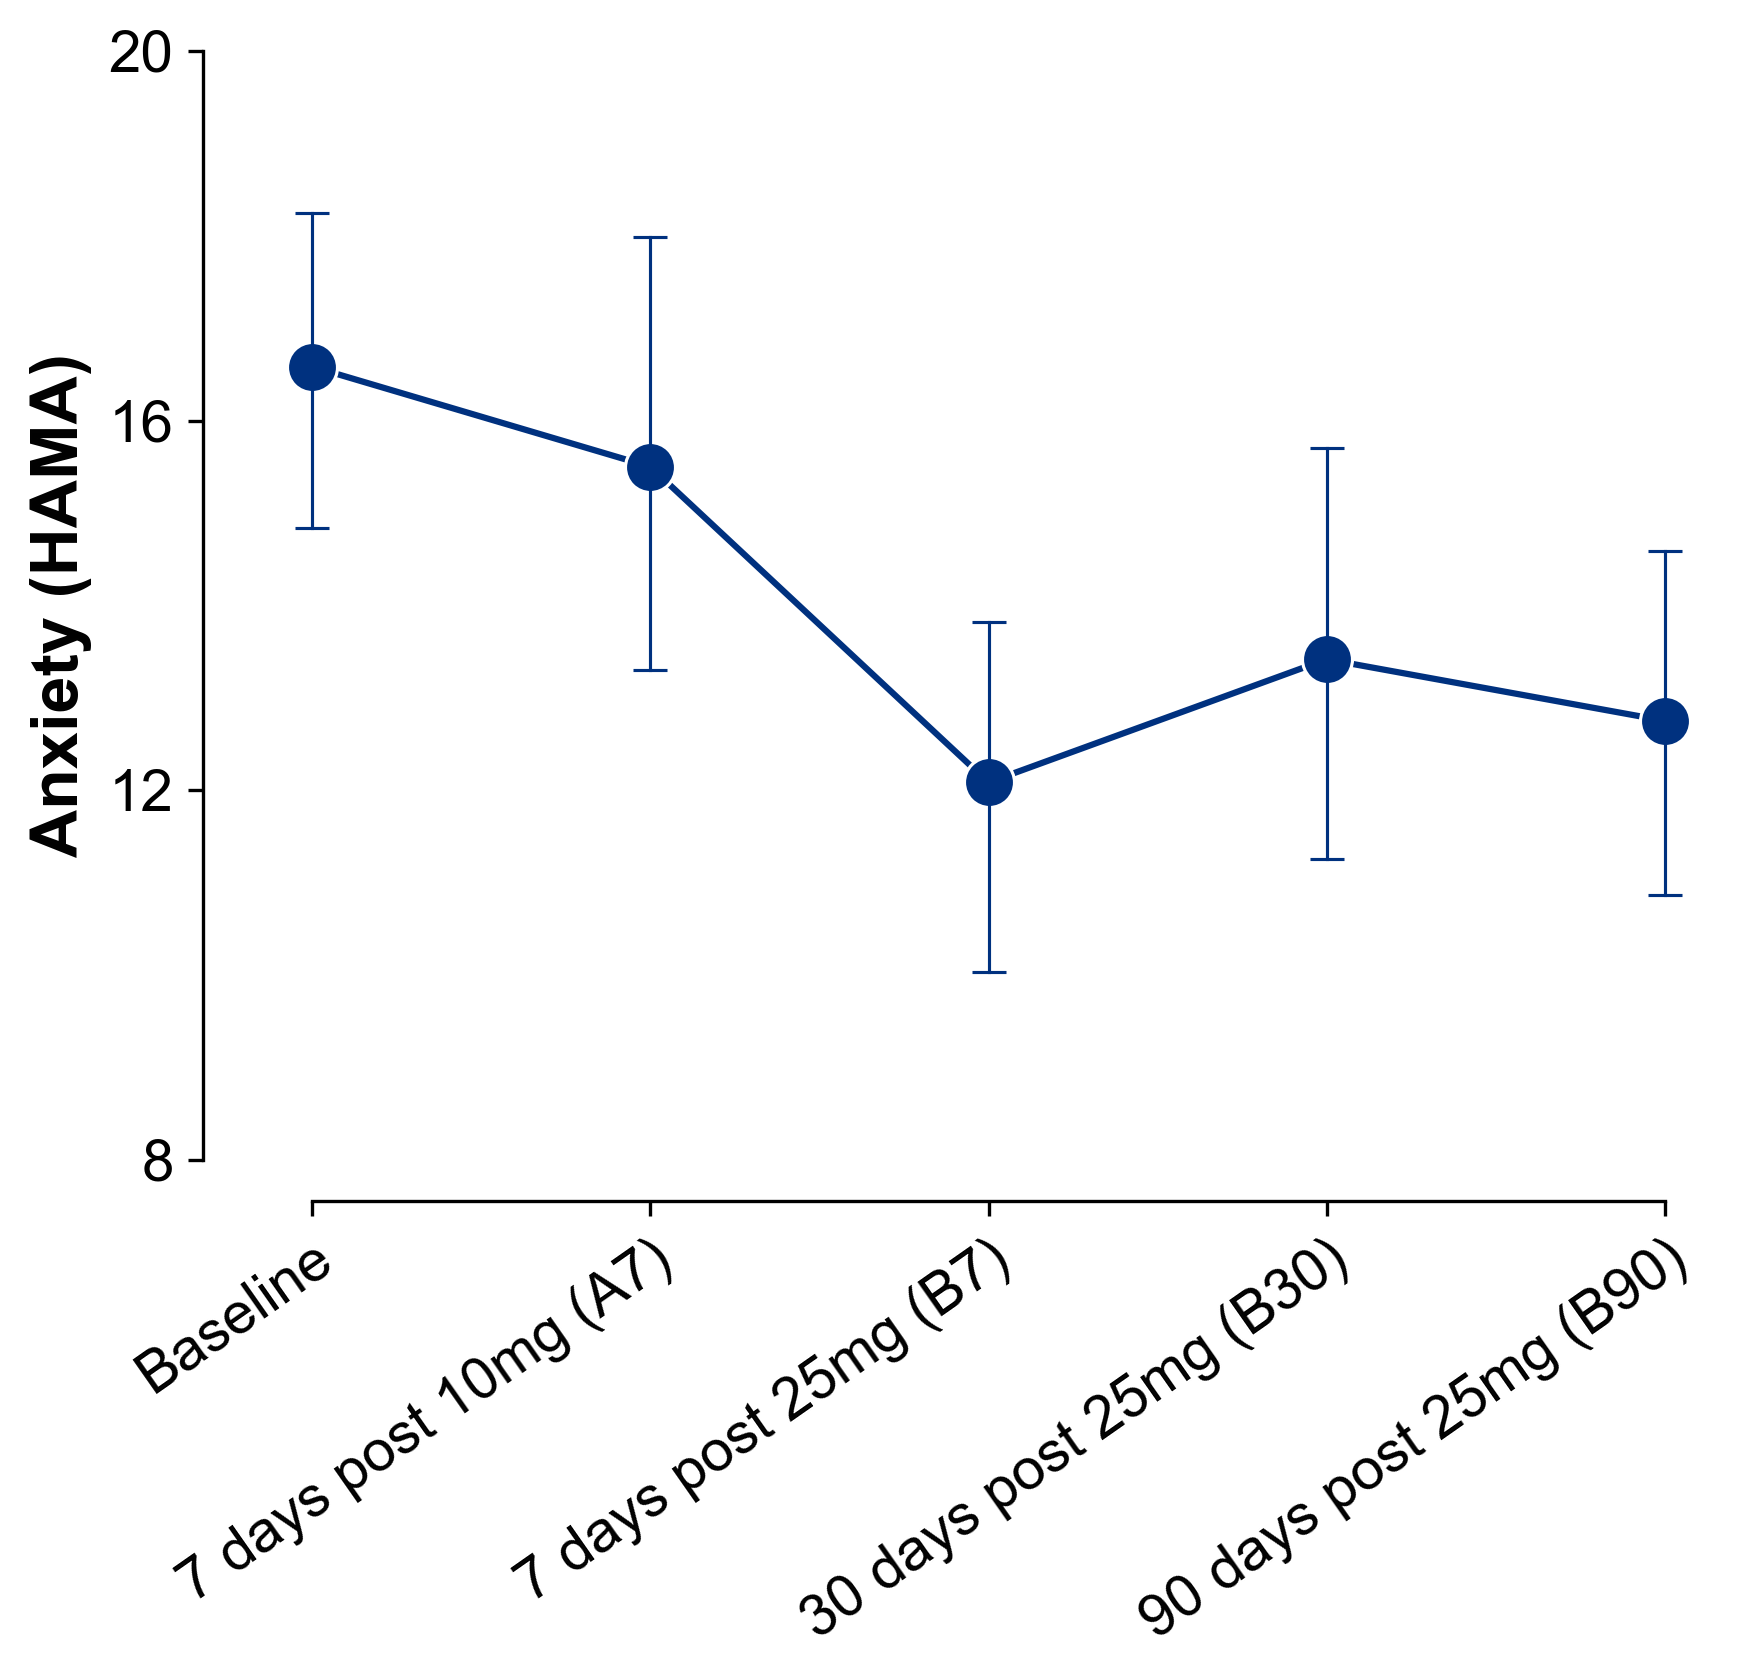 20
16
12
8
Anxiety (HAMA)
Baseline
7 days post 10mg (A7)
7 days post 25mg (B7)
30 days post 25mg (B30)
90 days post 25mg (B90)